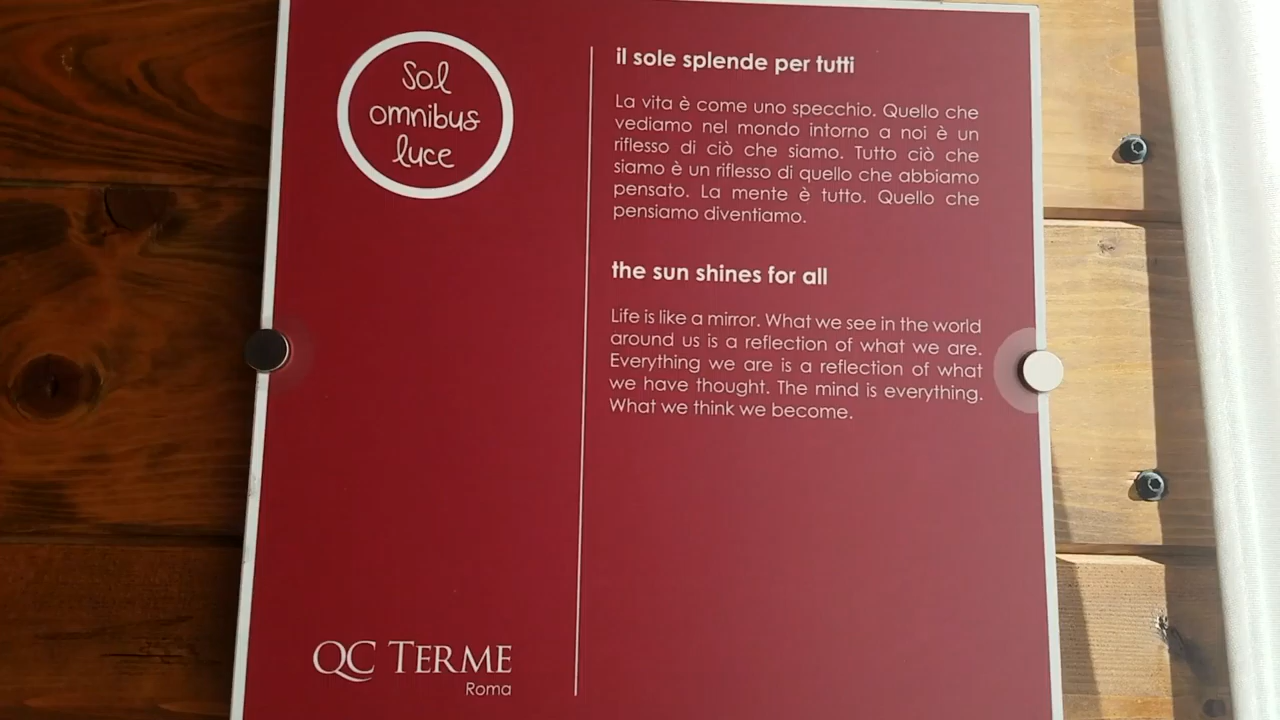 Sol
omnibus
luce
il sole splende per tutti
La vita è come uno specchio. Quello che
vediamo nel mondo intorno a noi è un
riflesso di ciò che siamo. Tutto ciò che
siamo è un riflesso di quello che abbiamo
pensato. La mente è tutto. Quello che
pensiamo diventiamo.
the sun shines for all
Life is like a mirror. What we see in the world
around us is a reflection of what we are.
Everything we are is a reflection of what
we have thought. The mind is everything.
What we think we become.
QC TERME
Roma